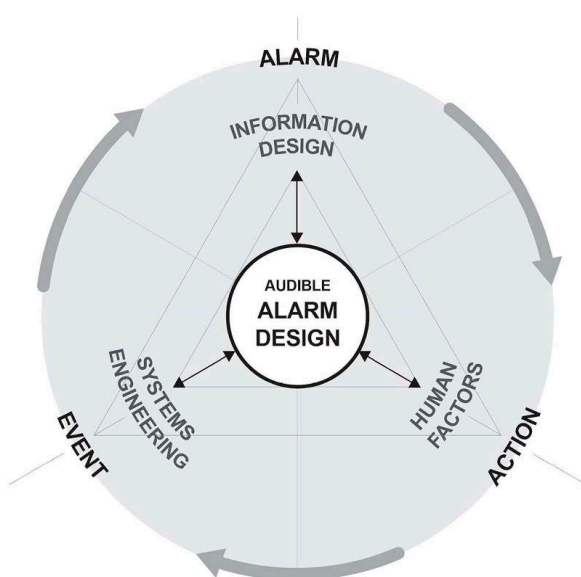 ALARM
INFORMATION
DESIGN
AUDIBLE
ALARM
DESIGN
SYSTEMS
ENGINEERING
HUMAN
FACTORS
EVENT
ACTION